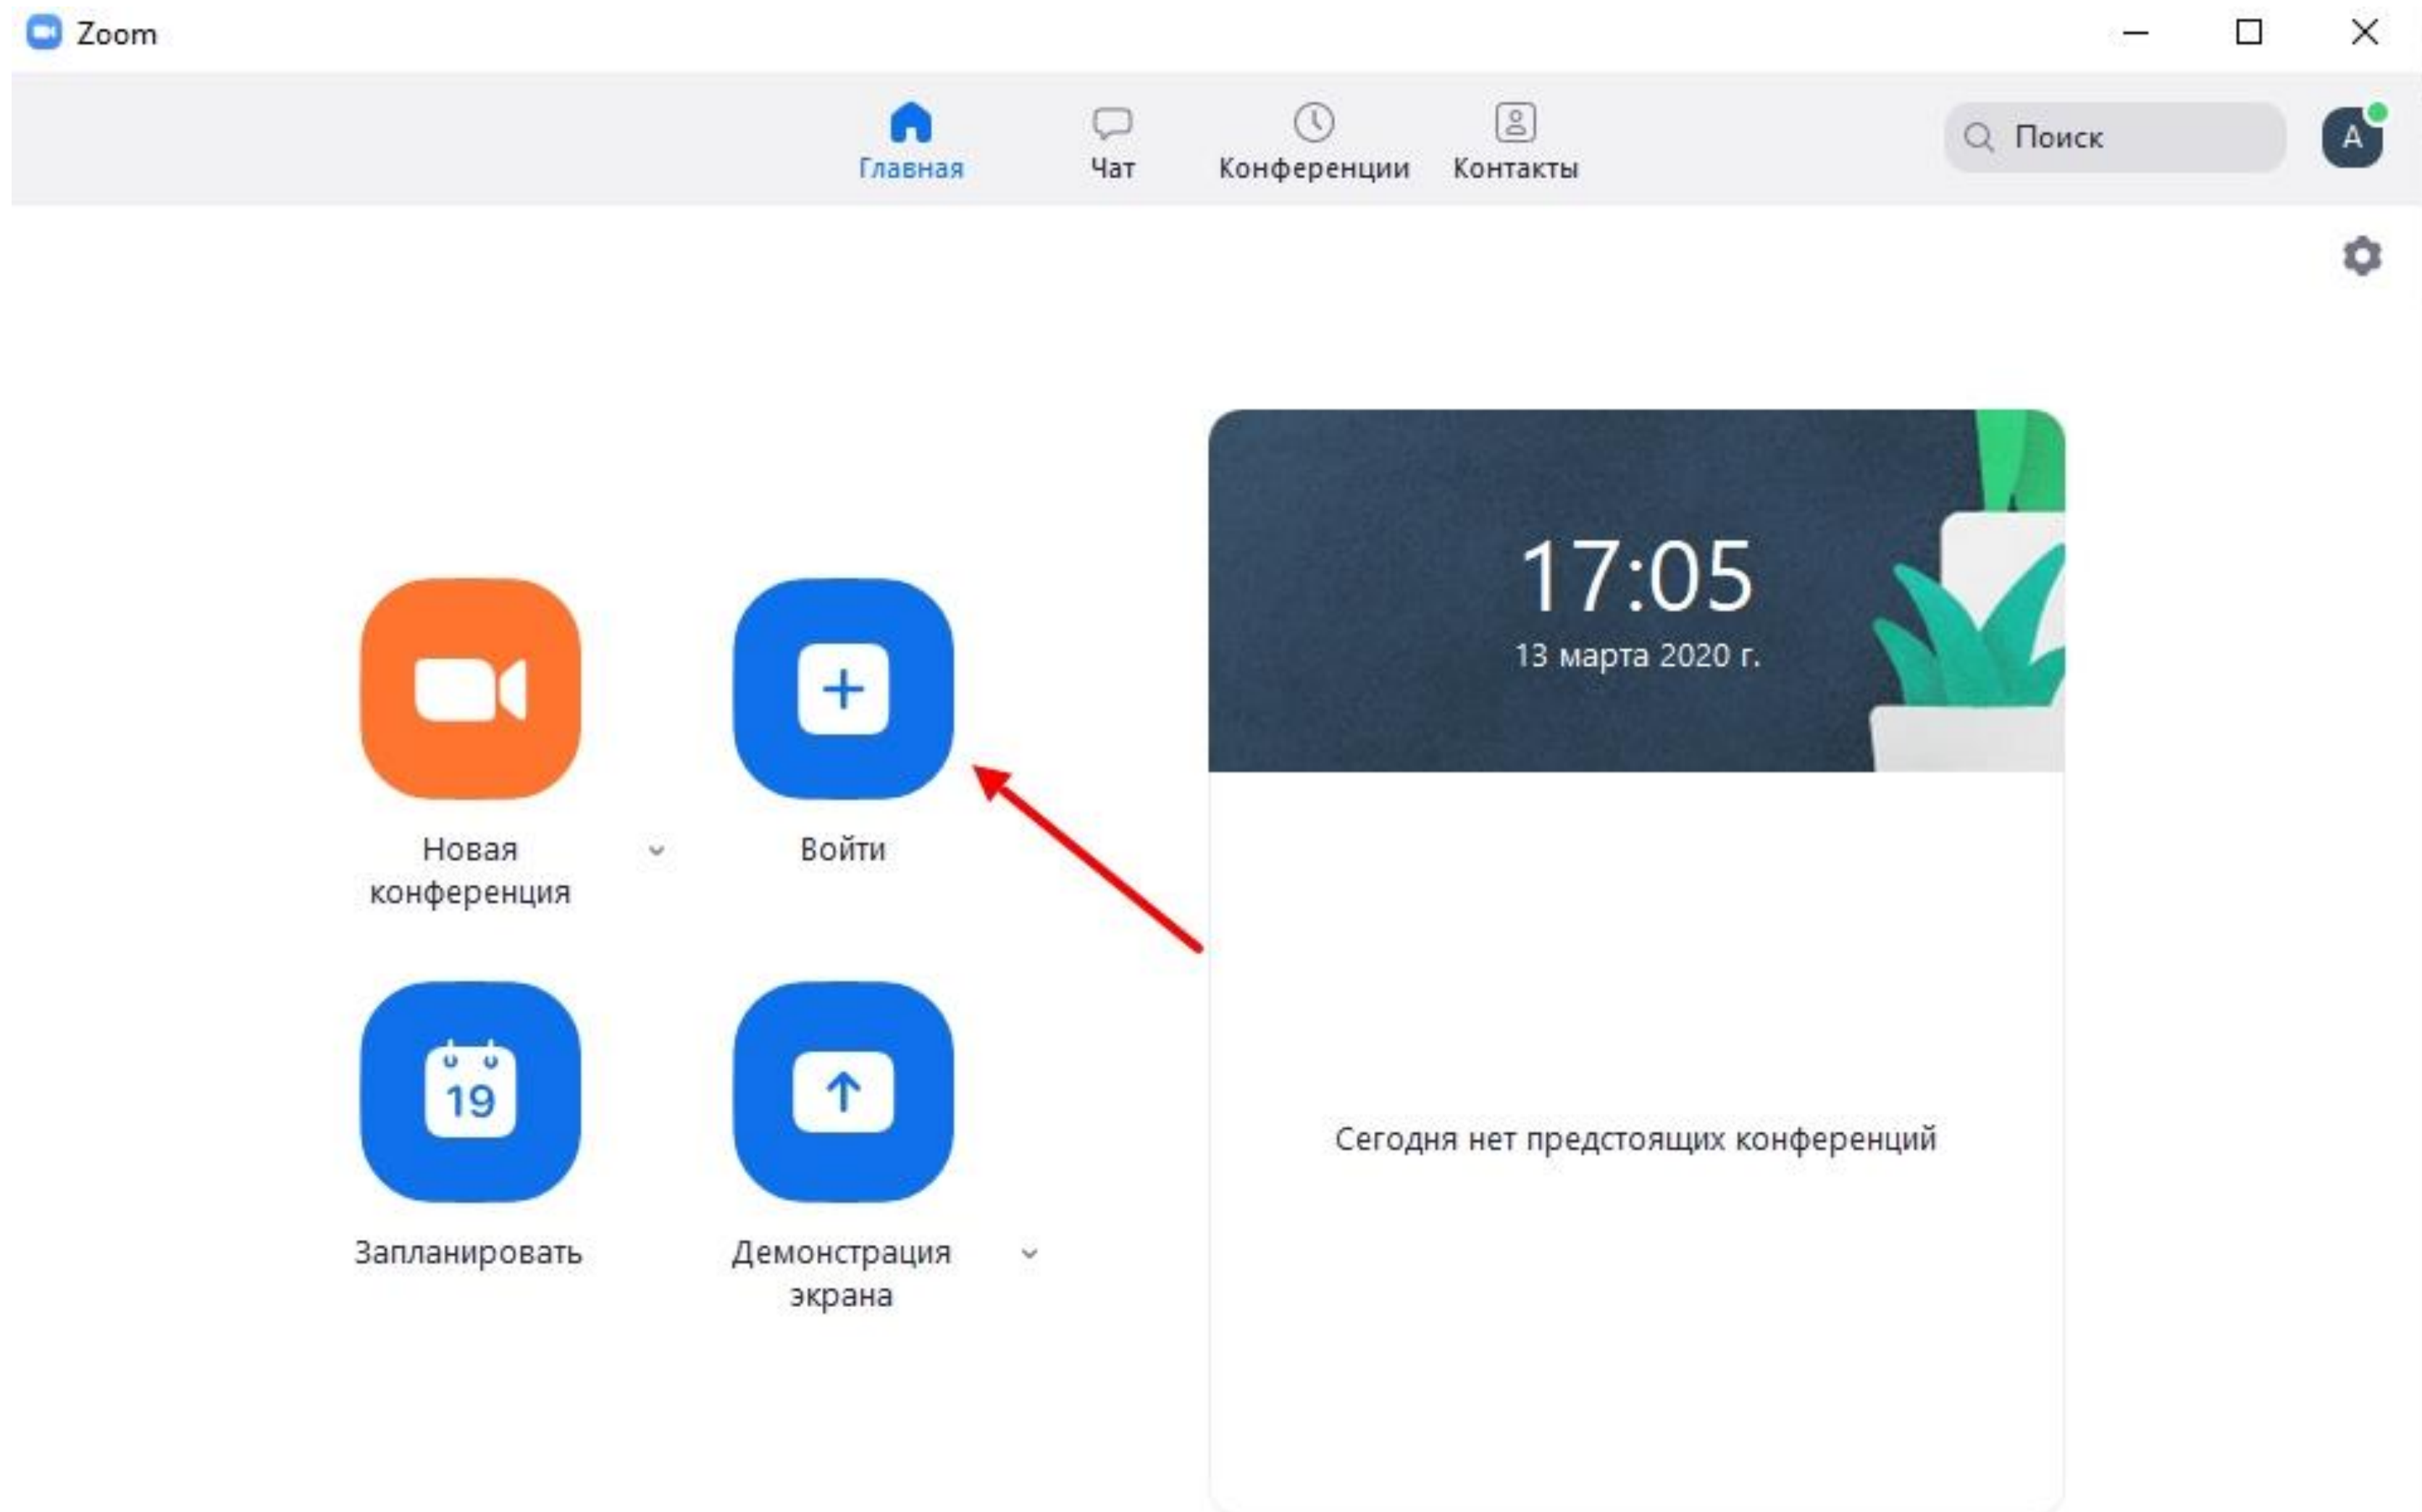 Zoom
Главная
Чат
Конференции
Контакты
Поиск
A
17:05
13 марта 2020 г.
Новая
конференция
Войти
19
Запланировать
Демонстрация
экрана
Сегодня нет предстоящих конференций